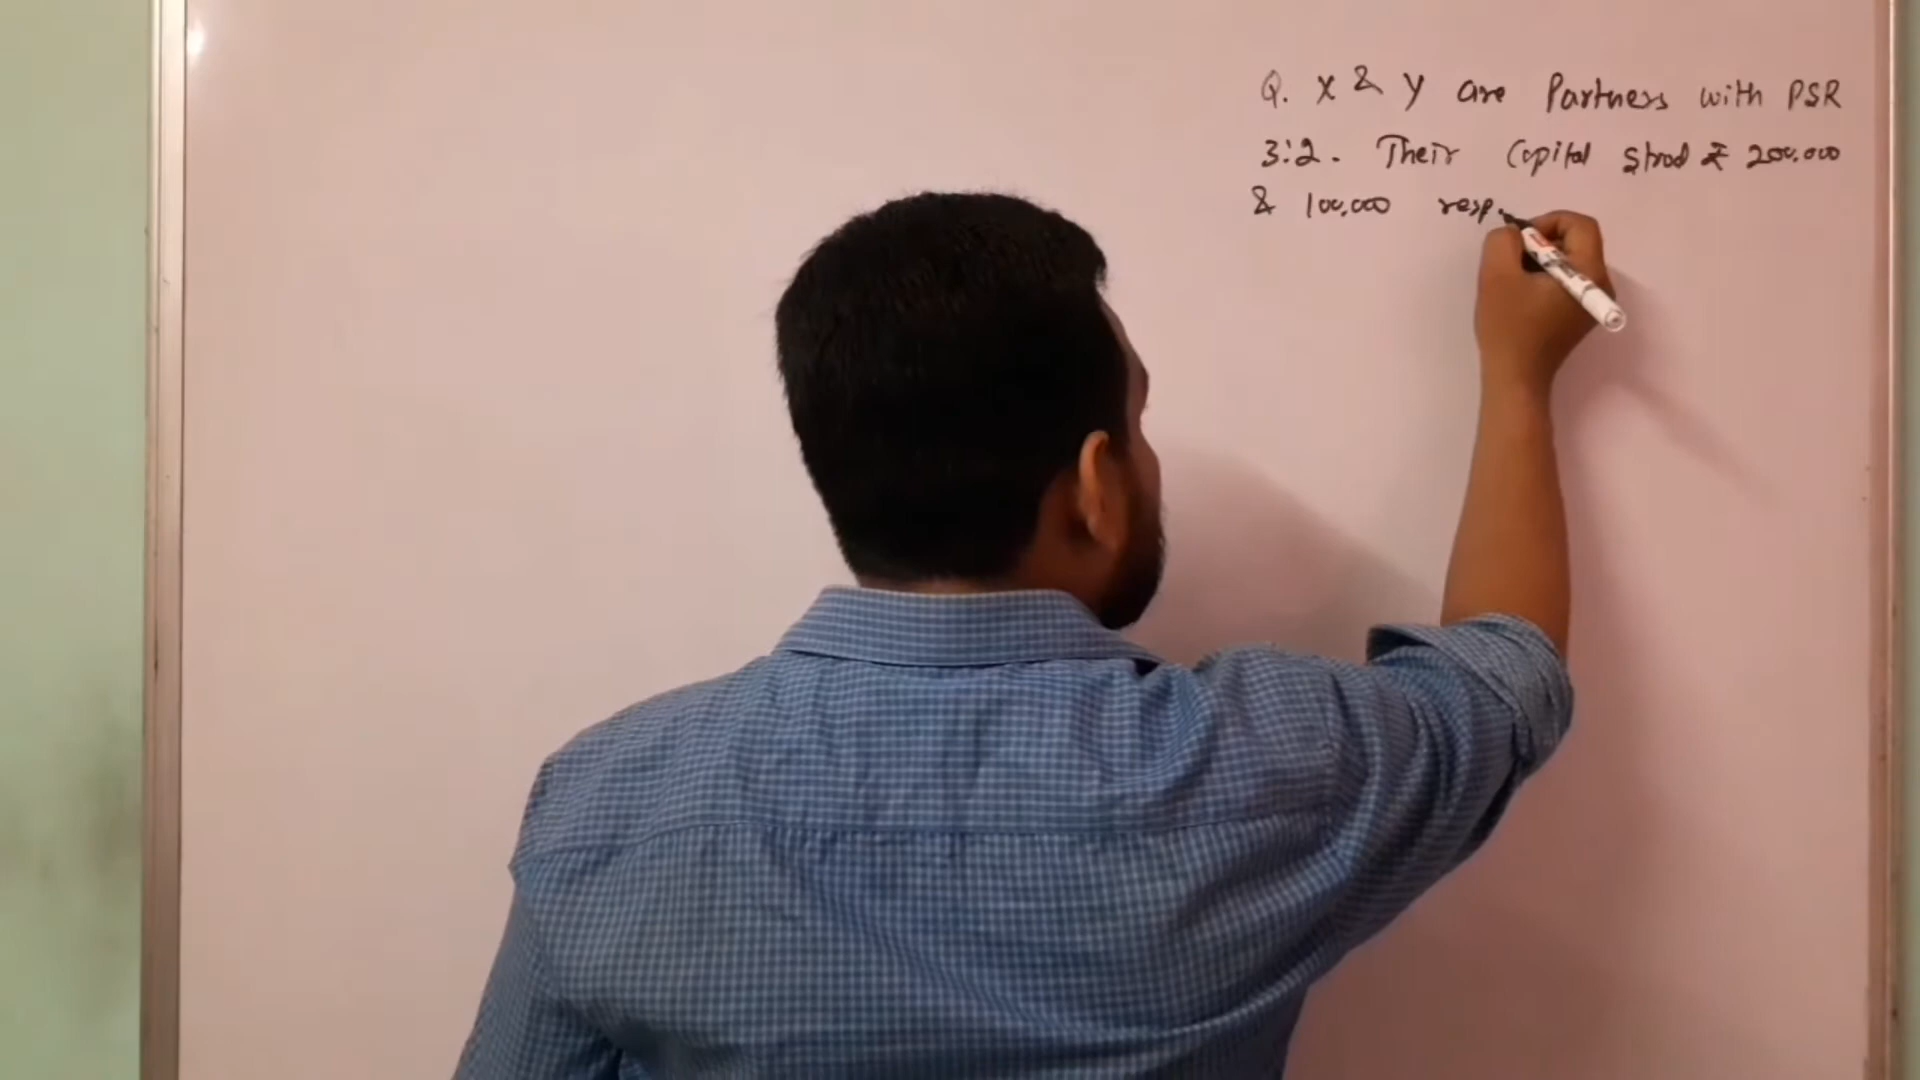 Q. X & Y are Partners with PSR
3:2. Their Capital stood ₹ 200,000
& 100,000 resp.